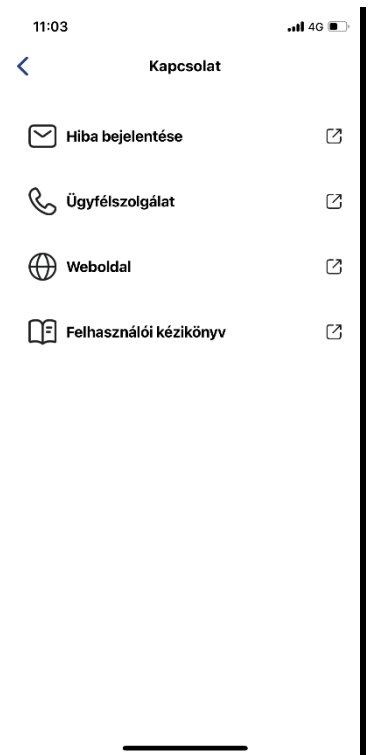 11:03
4G
Kapcsolat
Hiba bejelentése
Ügyfélszolgálat
Weboldal
Felhasználói kézikönyv